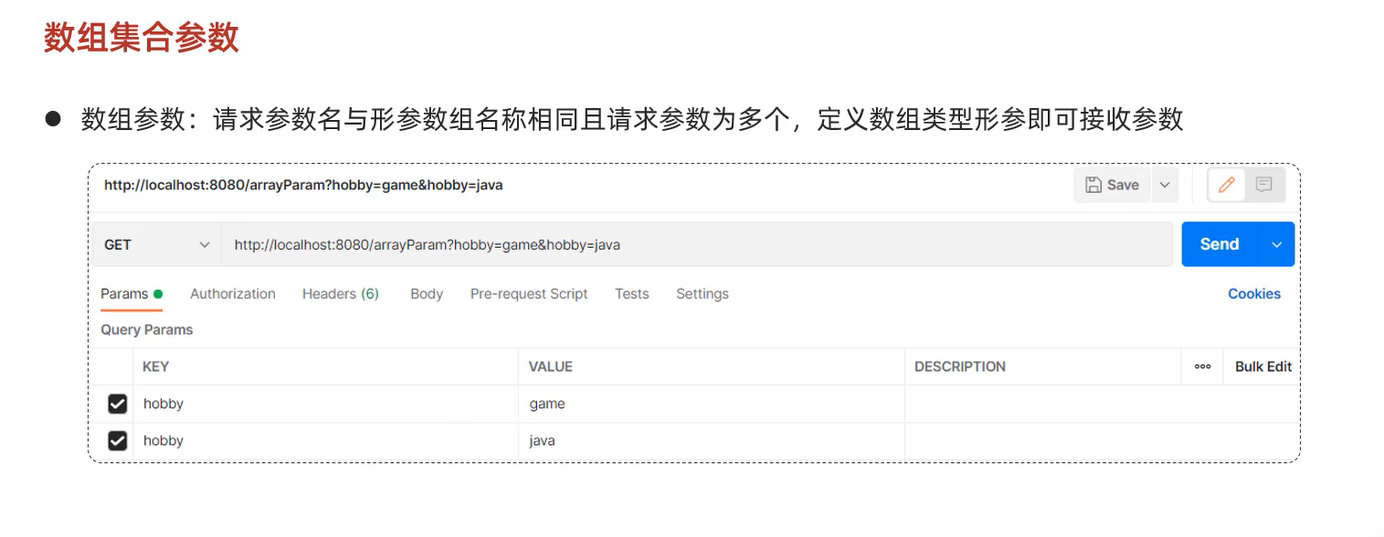 数组集合参数
● 数组参数：请求参数名与形参数组名称相同且请求参数为多个，定义数组类型形参即可接收参数
http://localhost:8080/arrayParam?hobby=game&hobby=java Save
GET http://localhost:8080/arrayParam?hobby=game&hobby=java Send
Params Authorization Headers (6) Body Pre-request Script Tests Settings Cookies
Query Params
KEY VALUE DESCRIPTION ooo Bulk Edit
hobby game
hobby java